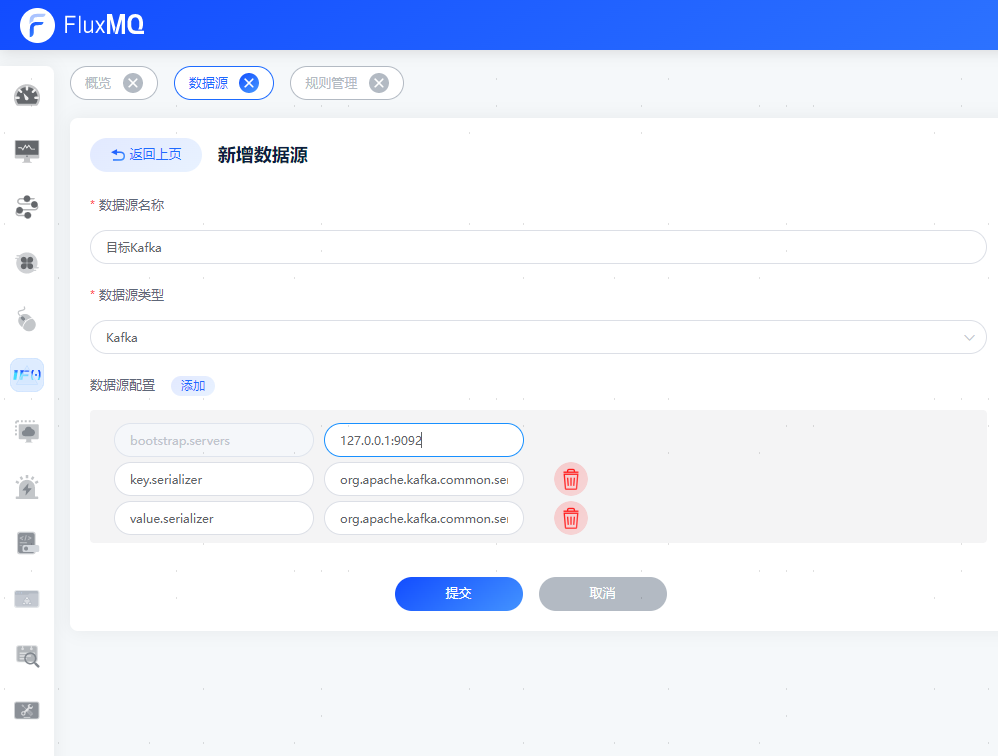 FluxMQ
概览
数据源
规则管理
返回上页
新增数据源
* 数据源名称
目标Kafka
* 数据源类型
Kafka
数据源配置
添加
bootstrap.servers
127.0.0.1:9092
key.serializer
org.apache.kafka.common.ser
value.serializer
org.apache.kafka.common.ser
提交
取消